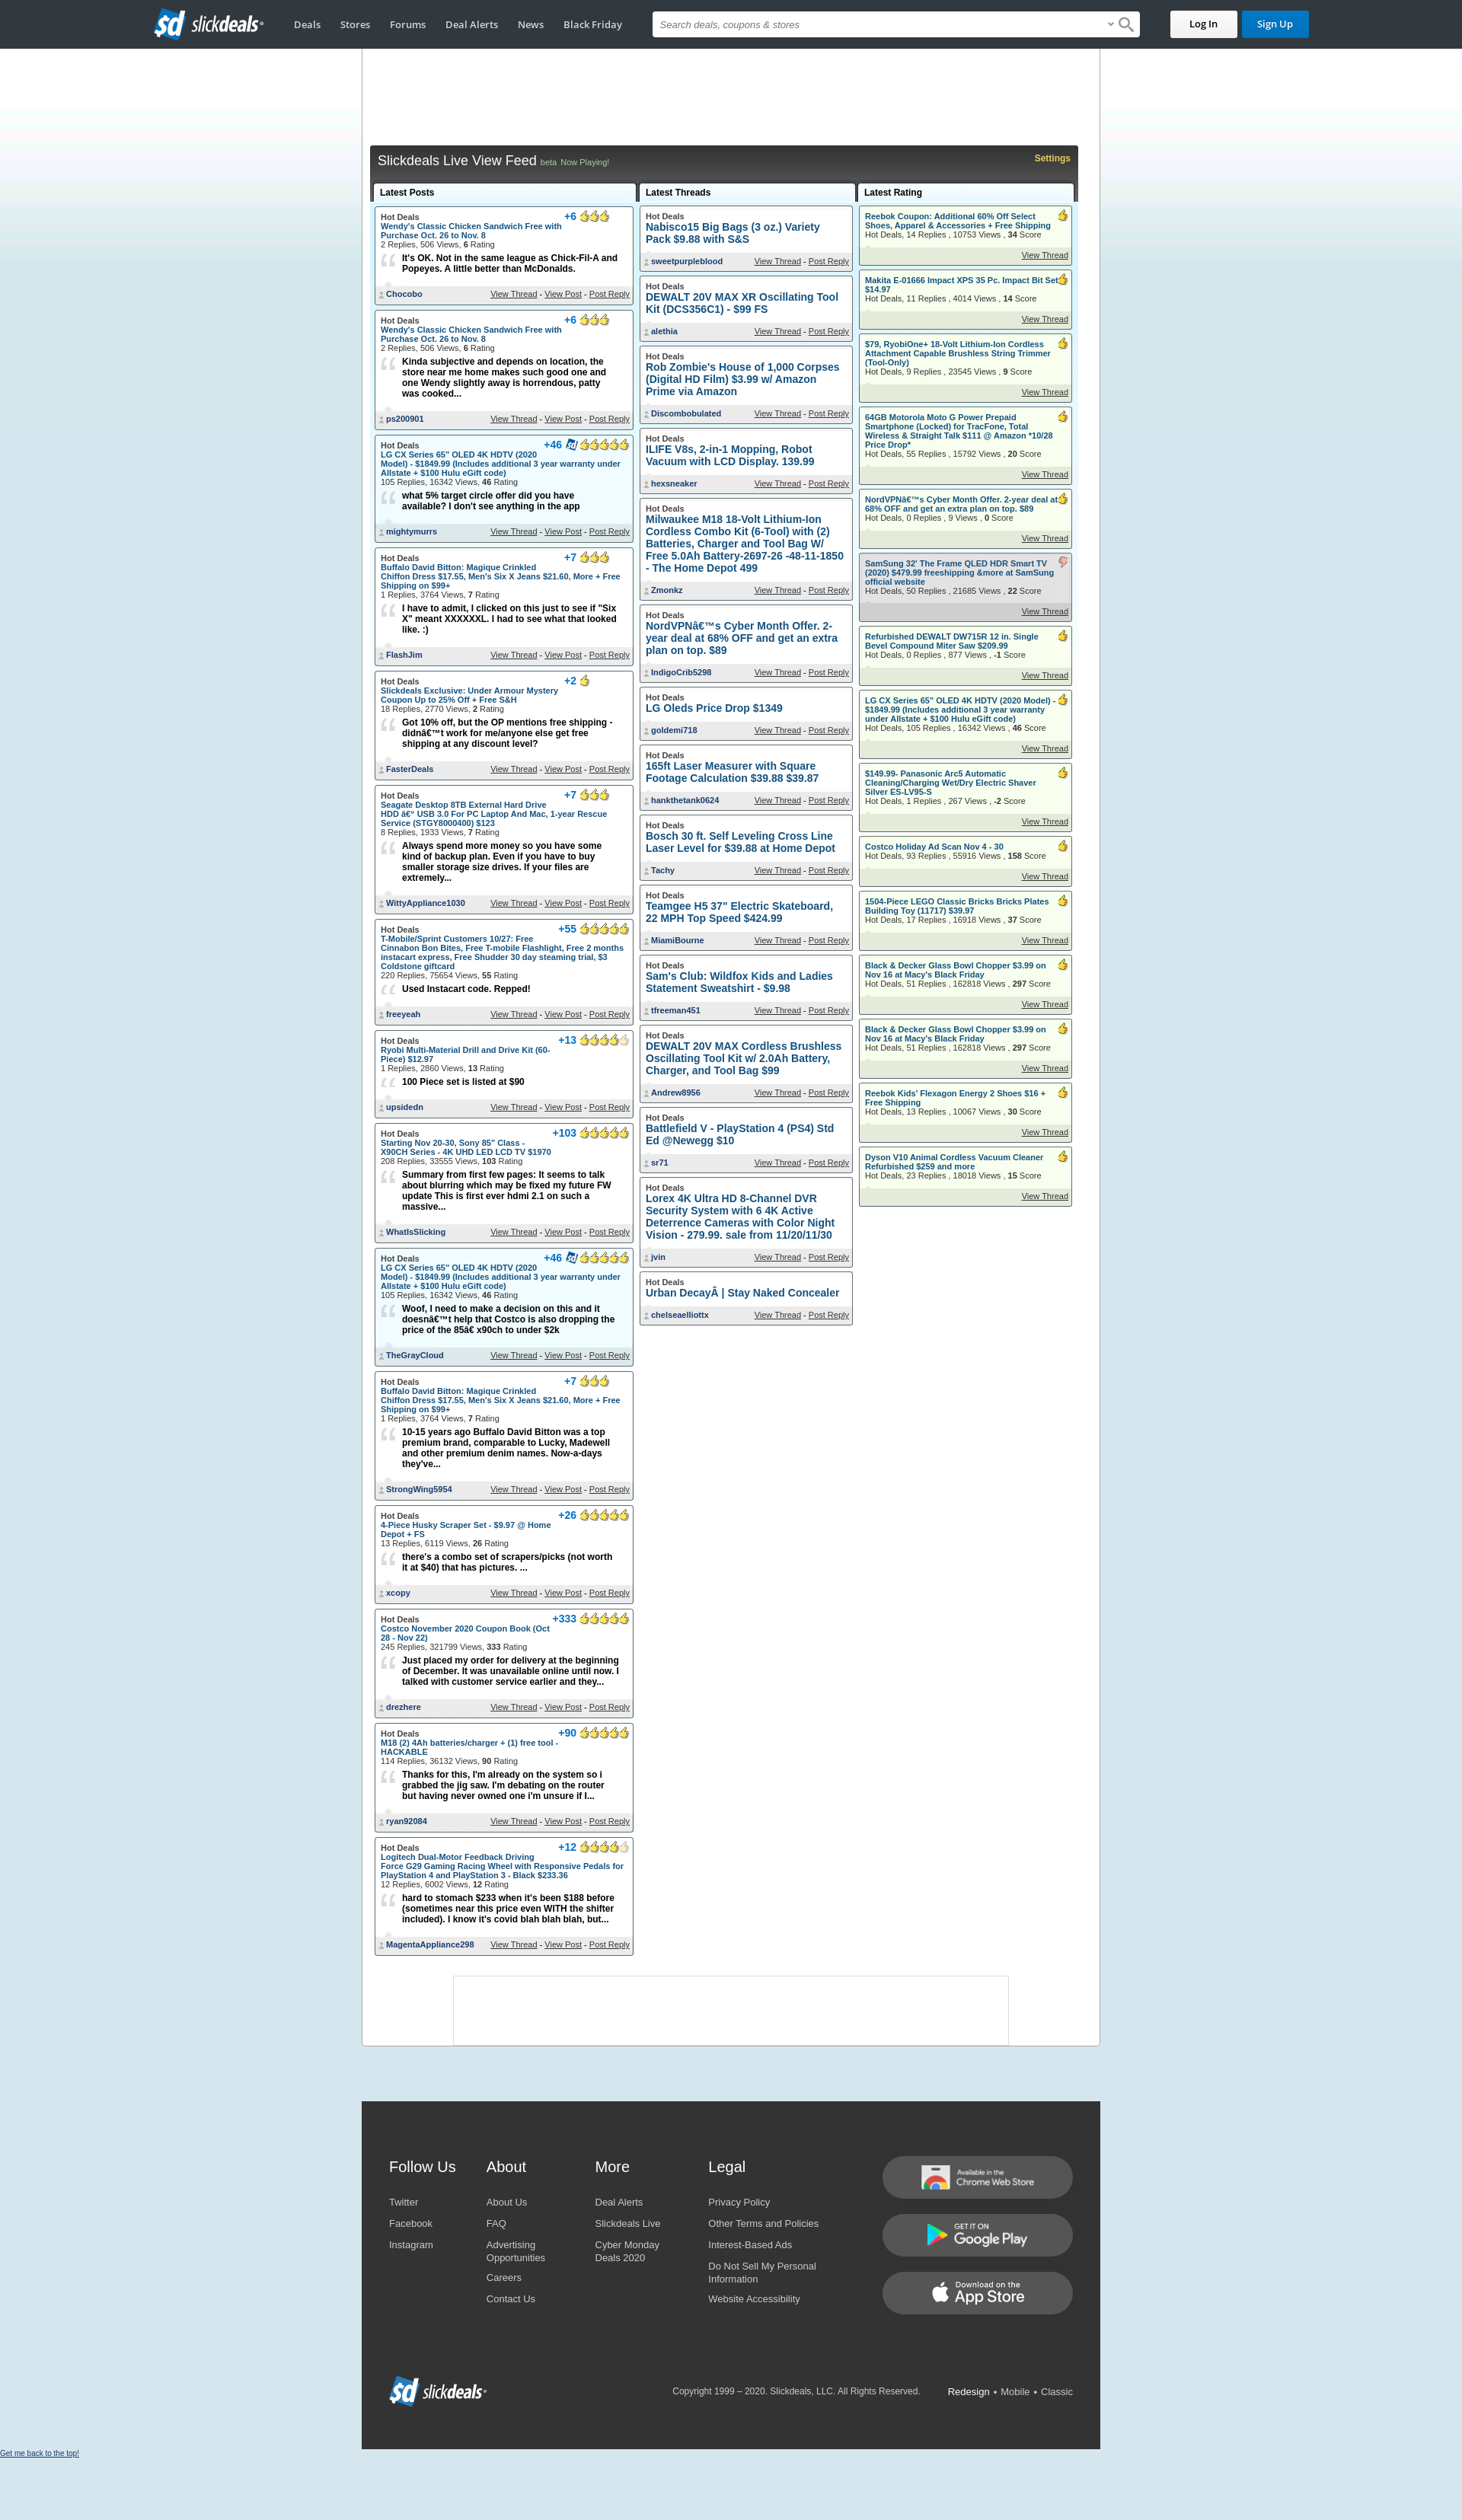 slickdeals
Deals
Stores
Forums
Deal Alerts
News
Black Friday
Search deals, coupons & stores
Log In
Sign Up
Slickdeals Live View Feed beta Now Playing!
Settings
Latest Posts
Hot Deals
+6
Wendy's Classic Chicken Sandwich Free with
Purchase Oct. 26 to Nov. 8
2 Replies, 506 Views, 6 Rating
It's OK. Not in the same league as Chick-Fil-A and
Popeyes. A little better than McDonalds.
Chocobo
View Thread - View Post - Post Reply
Hot Deals
+6
Wendy's Classic Chicken Sandwich Free with
Purchase Oct. 26 to Nov. 8
2 Replies, 506 Views, 6 Rating
Kinda subjective and depends on location, the
store near me home makes such good one and
one Wendy slightly away is horrendous, patty
was cooked...
ps200901
View Thread - View Post - Post Reply
Hot Deals
+46
LG CX Series 65" OLED 4K HDTV (2020
Model) - $1849.99 (Includes additional 3 year warranty under
Allstate + $100 Hulu eGift code)
105 Replies, 16342 Views, 46 Rating
what 5% target circle offer did you have
available? I don't see anything in the app
mightymurrs
View Thread - View Post - Post Reply
Hot Deals
+7
Buffalo David Bitton: Magique Crinkled
Chiffon Dress $17.55, Men's Six X Jeans $21.60, More + Free
Shipping on $99+
1 Replies, 3764 Views, 7 Rating
I have to admit, I clicked on this just to see if "Six
X" meant XXXXXXL. I had to see what that looked
like. :)
FlashJim
View Thread - View Post - Post Reply
Hot Deals
+2
Slickdeals Exclusive: Under Armour Mystery
Coupon Up to 25% Off + Free S&H
18 Replies, 2770 Views, 2 Rating
Got 10% off, but the OP mentions free shipping -
didnâ€™t work for me/anyone else get free
shipping at any discount level?
FasterDeals
View Thread - View Post - Post Reply
Hot Deals
+7
Seagate Desktop 8TB External Hard Drive
HDD â€“ USB 3.0 For PC Laptop And Mac, 1-year Rescue
Service (STGY8000400) $123
8 Replies, 1933 Views, 7 Rating
Always spend more money so you have some
kind of backup plan. Even if you have to buy
smaller storage size drives. If your files are
extremely...
WittyAppliance1030
View Thread - View Post - Post Reply
Hot Deals
+55
T-Mobile/Sprint Customers 10/27: Free
Cinnabon Bon Bites, Free T-mobile Flashlight, Free 2 months
instacart express, Free Shudder 30 day steaming trial, $3
Coldstone giftcard
220 Replies, 75654 Views, 55 Rating
Used Instacart code. Repped!
freeyeah
View Thread - View Post - Post Reply
Hot Deals
+13
Ryobi Multi-Material Drill and Drive Kit (60-
Piece) $12.97
1 Replies, 2860 Views, 13 Rating
100 Piece set is listed at $90
upsidedn
View Thread - View Post - Post Reply
Hot Deals
+103
Starting Nov 20-30, Sony 85" Class -
X90CH Series - 4K UHD LED LCD TV $1970
208 Replies, 33555 Views, 103 Rating
Summary from first few pages: It seems to talk
about blurring which may be fixed my future FW
update This is first ever hdmi 2.1 on such a
massive...
WhatIsSlicking
View Thread - View Post - Post Reply
Hot Deals
+46
LG CX Series 65" OLED 4K HDTV (2020
Model) - $1849.99 (Includes additional 3 year warranty under
Allstate + $100 Hulu eGift code)
105 Replies, 16342 Views, 46 Rating
Woof, I need to make a decision on this and it
doesnâ€™t help that Costco is also dropping the
price of the 85â€ x90ch to under $2k
TheGrayCloud
View Thread - View Post - Post Reply
Hot Deals
+7
Buffalo David Bitton: Magique Crinkled
Chiffon Dress $17.55, Men's Six X Jeans $21.60, More + Free
Shipping on $99+
1 Replies, 3764 Views, 7 Rating
10-15 years ago Buffalo David Bitton was a top
premium brand, comparable to Lucky, Madewell
and other premium denim names. Now-a-days
they've...
StrongWing5954
View Thread - View Post - Post Reply
Hot Deals
+26
4-Piece Husky Scraper Set - $9.97 @ Home
Depot + FS
13 Replies, 6119 Views, 26 Rating
there's a combo set of scrapers/picks (not worth
it at $40) that has pictures. ...
xcopy
View Thread - View Post - Post Reply
Hot Deals
+333
Costco November 2020 Coupon Book (Oct
28 - Nov 22)
245 Replies, 321799 Views, 333 Rating
Just placed my order for delivery at the beginning
of December. It was unavailable online until now. I
talked with customer service earlier and they...
drezhere
View Thread - View Post - Post Reply
Hot Deals
+90
M18 (2) 4Ah batteries/charger + (1) free tool -
HACKABLE
114 Replies, 36132 Views, 90 Rating
Thanks for this, I'm already on the system so i
grabbed the jig saw. I'm debating on the router
but having never owned one i'm unsure if I...
ryan92084
View Thread - View Post - Post Reply
Hot Deals
+12
Logitech Dual-Motor Feedback Driving
Force G29 Gaming Racing Wheel with Responsive Pedals for
PlayStation 4 and PlayStation 3 - Black $233.36
12 Replies, 6002 Views, 12 Rating
hard to stomach $233 when it's been $188 before
(sometimes near this price even WITH the shifter
included). I know it's covid blah blah blah, but...
MagentaAppliance298
View Thread - View Post - Post Reply
Latest Threads
Hot Deals
Nabisco15 Big Bags (3 oz.) Variety
Pack $9.88 with S&S
sweetpurpleblood
View Thread - Post Reply
Hot Deals
DEWALT 20V MAX XR Oscillating Tool
Kit (DCS356C1) - $99 FS
alethia
View Thread - Post Reply
Hot Deals
Rob Zombie's House of 1,000 Corpses
(Digital HD Film) $3.99 w/ Amazon
Prime via Amazon
Discombobulated
View Thread - Post Reply
Hot Deals
ILIFE V8s, 2-in-1 Mopping, Robot
Vacuum with LCD Display. 139.99
hexsneaker
View Thread - Post Reply
Hot Deals
Milwaukee M18 18-Volt Lithium-Ion
Cordless Combo Kit (6-Tool) with (2)
Batteries, Charger and Tool Bag W/
Free 5.0Ah Battery-2697-26 -48-11-1850
- The Home Depot 499
Zmonkz
View Thread - Post Reply
Hot Deals
NordVPNâ€™s Cyber Month Offer. 2-
year deal at 68% OFF and get an extra
plan on top. $89
IndigoCrib5298
View Thread - Post Reply
Hot Deals
LG Oleds Price Drop $1349
goldemi718
View Thread - Post Reply
Hot Deals
165ft Laser Measurer with Square
Footage Calculation $39.88 $39.87
hankthetank0624
View Thread - Post Reply
Hot Deals
Bosch 30 ft. Self Leveling Cross Line
Laser Level for $39.88 at Home Depot
Tachy
View Thread - Post Reply
Hot Deals
Teamgee H5 37" Electric Skateboard,
22 MPH Top Speed $424.99
MiamiBourne
View Thread - Post Reply
Hot Deals
Sam's Club: Wildfox Kids and Ladies
Statement Sweatshirt - $9.98
tfreeman451
View Thread - Post Reply
Hot Deals
DEWALT 20V MAX Cordless Brushless
Oscillating Tool Kit w/ 2.0Ah Battery,
Charger, and Tool Bag $99
Andrew8956
View Thread - Post Reply
Hot Deals
Battlefield V - PlayStation 4 (PS4) Std
Ed @Newegg $10
sr71
View Thread - Post Reply
Hot Deals
Lorex 4K Ultra HD 8-Channel DVR
Security System with 6 4K Active
Deterrence Cameras with Color Night
Vision - 279.99. sale from 11/20/11/30
jvin
View Thread - Post Reply
Hot Deals
Urban DecayÂ | Stay Naked Concealer
chelseaelliottx
View Thread - Post Reply
Latest Rating
Reebok Coupon: Additional 60% Off Select
Shoes, Apparel & Accessories + Free Shipping
Hot Deals, 14 Replies , 10753 Views , 34 Score
View Thread
Makita E-01666 Impact XPS 35 Pc. Impact Bit Set
$14.97
Hot Deals, 11 Replies , 4014 Views , 14 Score
View Thread
$79, RyobiOne+ 18-Volt Lithium-Ion Cordless
Attachment Capable Brushless String Trimmer
(Tool-Only)
Hot Deals, 9 Replies , 23545 Views , 9 Score
View Thread
64GB Motorola Moto G Power Prepaid
Smartphone (Locked) for TracFone, Total
Wireless & Straight Talk $111 @ Amazon *10/28
Price Drop*
Hot Deals, 55 Replies , 15792 Views , 20 Score
View Thread
NordVPNâ€™s Cyber Month Offer. 2-year deal at
68% OFF and get an extra plan on top. $89
Hot Deals, 0 Replies , 9 Views , 0 Score
View Thread
SamSung 32' The Frame QLED HDR Smart TV
(2020) $479.99 freeshipping &more at SamSung
official website
Hot Deals, 50 Replies , 21685 Views , 22 Score
View Thread
Refurbished DEWALT DW715R 12 in. Single
Bevel Compound Miter Saw $209.99
Hot Deals, 0 Replies , 877 Views , -1 Score
View Thread
LG CX Series 65" OLED 4K HDTV (2020 Model) -
$1849.99 (Includes additional 3 year warranty
under Allstate + $100 Hulu eGift code)
Hot Deals, 105 Replies , 16342 Views , 46 Score
View Thread
$149.99- Panasonic Arc5 Automatic
Cleaning/Charging Wet/Dry Electric Shaver
Silver ES-LV95-S
Hot Deals, 1 Replies , 267 Views , -2 Score
View Thread
Costco Holiday Ad Scan Nov 4 - 30
Hot Deals, 93 Replies , 55916 Views , 158 Score
View Thread
1504-Piece LEGO Classic Bricks Bricks Plates
Building Toy (11717) $39.97
Hot Deals, 17 Replies , 16918 Views , 37 Score
View Thread
Black & Decker Glass Bowl Chopper $3.99 on
Nov 16 at Macy's Black Friday
Hot Deals, 51 Replies , 162818 Views , 297 Score
View Thread
Black & Decker Glass Bowl Chopper $3.99 on
Nov 16 at Macy's Black Friday
Hot Deals, 51 Replies , 162818 Views , 297 Score
View Thread
Reebok Kids' Flexagon Energy 2 Shoes $16 +
Free Shipping
Hot Deals, 13 Replies , 10067 Views , 30 Score
View Thread
Dyson V10 Animal Cordless Vacuum Cleaner
Refurbished $259 and more
Hot Deals, 23 Replies , 18018 Views , 15 Score
View Thread
Follow Us
Twitter
Facebook
Instagram
About
About Us
FAQ
Advertising
Opportunities
Careers
Contact Us
More
Deal Alerts
Slickdeals Live
Cyber Monday
Deals 2020
Legal
Privacy Policy
Other Terms and Policies
Interest-Based Ads
Do Not Sell My Personal
Information
Website Accessibility
Available in the
Chrome Web Store
GET IT ON
Google Play
Download on the
App Store
slickdeals
Copyright 1999 – 2020. Slickdeals, LLC. All Rights Reserved.
Redesign • Mobile • Classic
Get me back to the top!